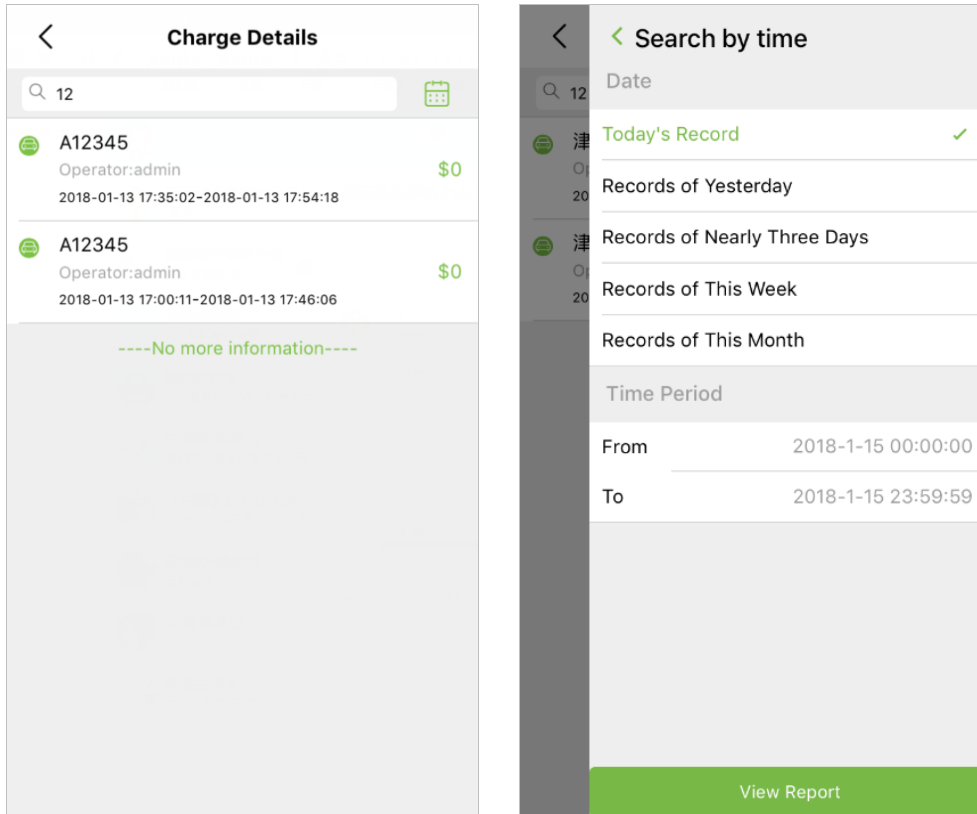 Charge Details
12
A12345
Operator:admin
$0
2018-01-13 17:35:02-2018-01-13 17:54:18
A12345
Operator:admin
$0
2018-01-13 17:00:11-2018-01-13 17:46:06
----No more information----
12
津
Op
20
津
Op
20
Search by time
Date
Today's Record
Records of Yesterday
Records of Nearly Three Days
Records of This Week
Records of This Month
Time Period
From 2018-1-15 00:00:00
To 2018-1-15 23:59:59
View Report